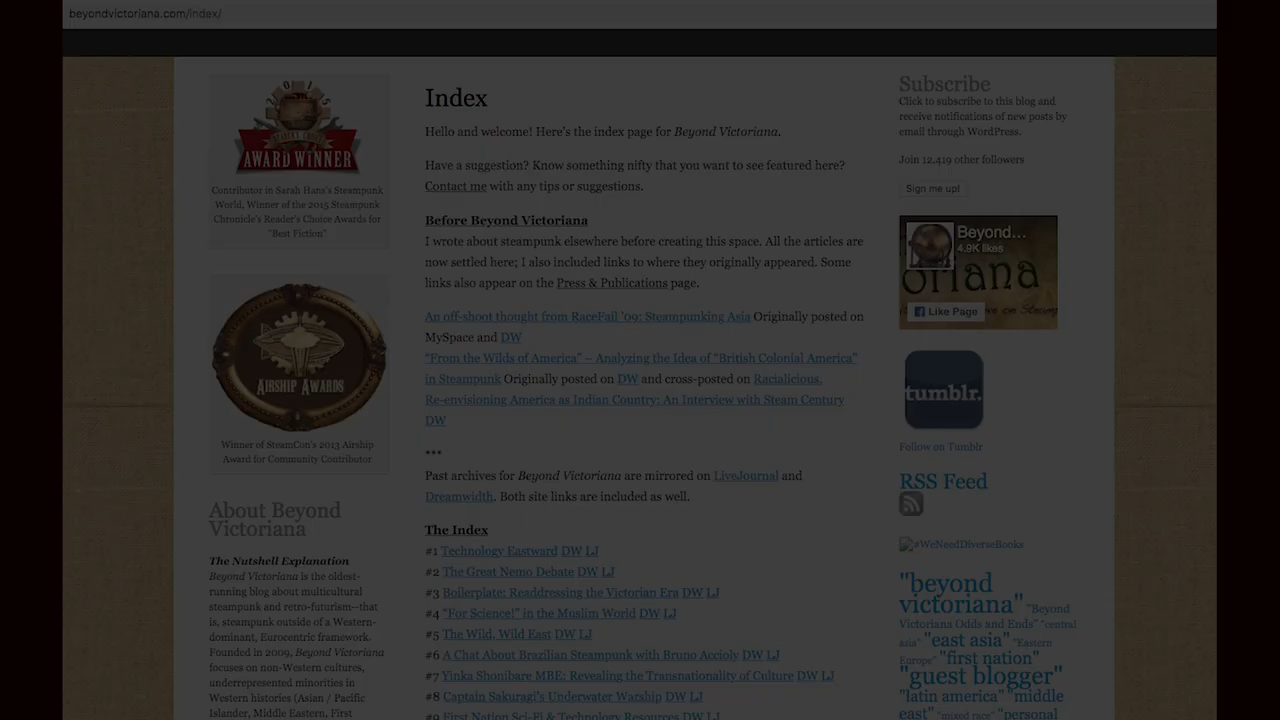 beyondvictoriana.com/index/
2015
READER'S CHOICE
AWARD WINNER
Contributor in Sarah Hans's Steampunk
World, Winner of the 2015 Steampunk
Chronicle's Reader's Choice Awards for
"Best Fiction"
AIRSHIP AWARDS
Winner of SteamCon's 2013 Airship
Award for Community Contributor
About Beyond
Victoriana
The Nutshell Explanation
Beyond Victoriana is the oldest-
running blog about multicultural
steampunk and retro-futurism--that
is, steampunk outside of a Western-
dominant, Eurocentric framework.
Founded in 2009, Beyond Victoriana
focuses on non-Western cultures,
underrepresented minorities in
Western histories (Asian / Pacific
Islander, Middle Eastern, First
Index
Hello and welcome! Here's the index page for Beyond Victoriana.
Have a suggestion? Know something nifty that you want to see featured here?
Contact me with any tips or suggestions.
Before Beyond Victoriana
I wrote about steampunk elsewhere before creating this space. All the articles are
now settled here; I also included links to where they originally appeared. Some
links also appear on the Press & Publications page.
An off-shoot thought from RaceFail '09: Steampunking Asia Originally posted on
MySpace and DW
"From the Wilds of America" – Analyzing the Idea of "British Colonial America"
in Steampunk Originally posted on DW and cross-posted on Racialicious.
Re-envisioning America as Indian Country: An Interview with Steam Century
DW
***
Past archives for Beyond Victoriana are mirrored on LiveJournal and
Dreamwidth. Both site links are included as well.
The Index
#1 Technology Eastward DW LJ
#2 The Great Nemo Debate DW LJ
#3 Boilerplate: Readdressing the Victorian Era DW LJ
#4 "For Science!" in the Muslim World DW LJ
#5 The Wild, Wild East DW LJ
#6 A Chat About Brazilian Steampunk with Bruno Accioly DW LJ
#7 Yinka Shonibare MBE: Revealing the Transnationality of Culture DW LJ
#8 Captain Sakuragi's Underwater Warship DW LJ
#9 First Nation Sci-Fi & Technology Resources DW LJ
Subscribe
Click to subscribe to this blog and
receive notifications of new posts by
email through WordPress.
Join 12,419 other followers
Sign me up!
Beyond...
4.9K likes
oriana
Like Page
tumblr.
Follow on Tumblr
RSS Feed
#WeNeedDiverseBooks
"beyond
victoriana" "Beyond
Victoriana Odds and Ends" "central
asia" "east asia" "Eastern
Europe" "first nation"
"guest blogger"
"latin america" "middle
east" "mixed race" "personal